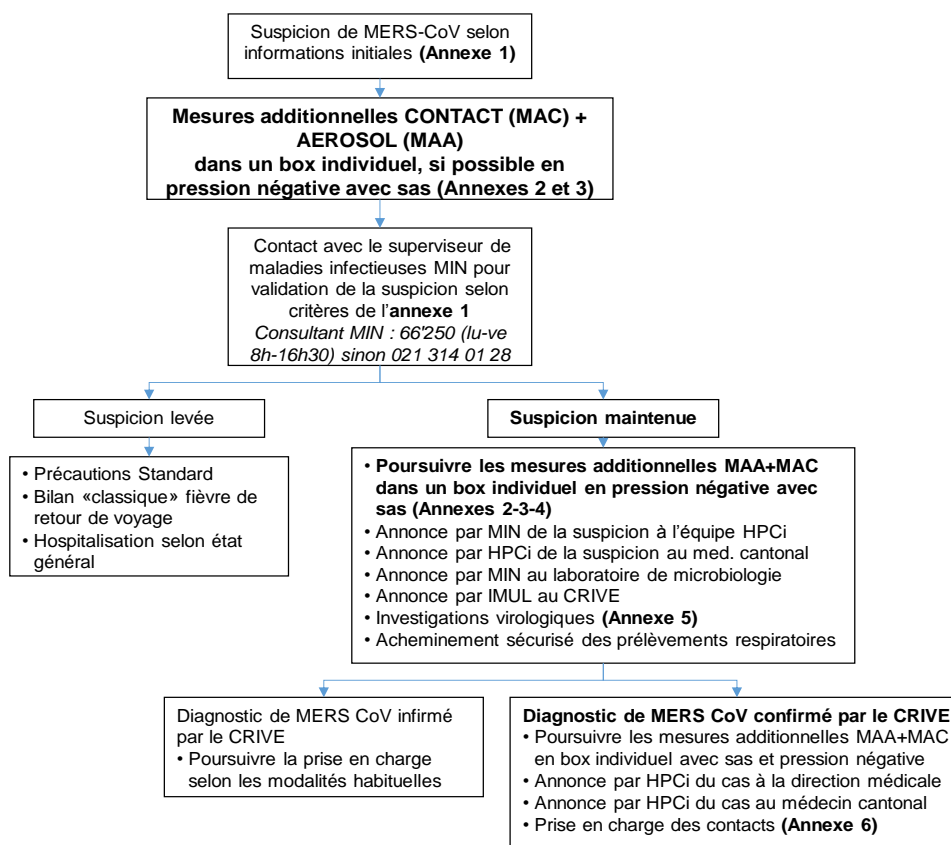 Suspicion de MERS-CoV selon
informations initiales (Annexe 1)
Mesures additionnelles CONTACT (MAC) +
AEROSOL (MAA)
dans un box individuel, si possible en
pression négative avec sas (Annexes 2 et 3)
Contact avec le superviseur de
maladies infectieuses MIN pour
validation de la suspicion selon
critères de l'annexe 1
Consultant MIN : 66'250 (lu-ve
8h-16h30) sinon 021 314 01 28
Suspicion levée
• Précautions Standard
• Bilan «classique» fièvre de
retour de voyage
• Hospitalisation selon état
général
Suspicion maintenue
• Poursuivre les mesures additionnelles MAA+MAC
dans un box individuel en pression négative avec
sas (Annexes 2-3-4)
• Annonce par MIN de la suspicion à l'équipe HPCi
• Annonce par HPCi de la suspicion au med. cantonal
• Annonce par MIN au laboratoire de microbiologie
• Annonce par IMUL au CRIVE
• Investigations virologiques (Annexe 5)
• Acheminement sécurisé des prélèvements respiratoires
Diagnostic de MERS CoV infirmé
par le CRIVE
• Poursuivre la prise en charge
selon les modalités habituelles
Diagnostic de MERS CoV confirmé par le CRIVE
• Poursuivre les mesures additionnelles MAA+MAC
en box individuel avec sas et pression négative
• Annonce par HPCi du cas à la direction médicale
• Annonce par HPCi du cas au médecin cantonal
• Prise en charge des contacts (Annexe 6)